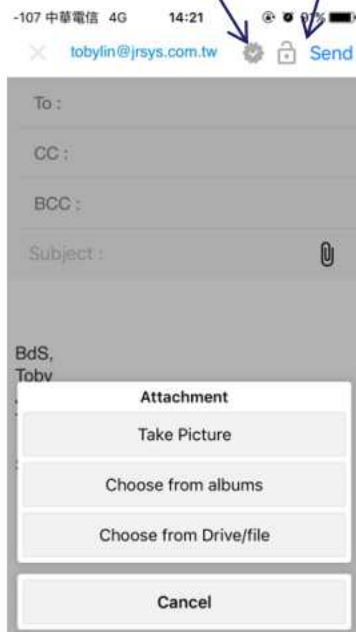 -107 中華電信 4G 14:21 91%
tobylin@jrsys.com.tw Send
To :
CC :
BCC :
Subject :
BdS,
Toby
Attachment
Take Picture
Choose from albums
Choose from Drive/file
Cancel